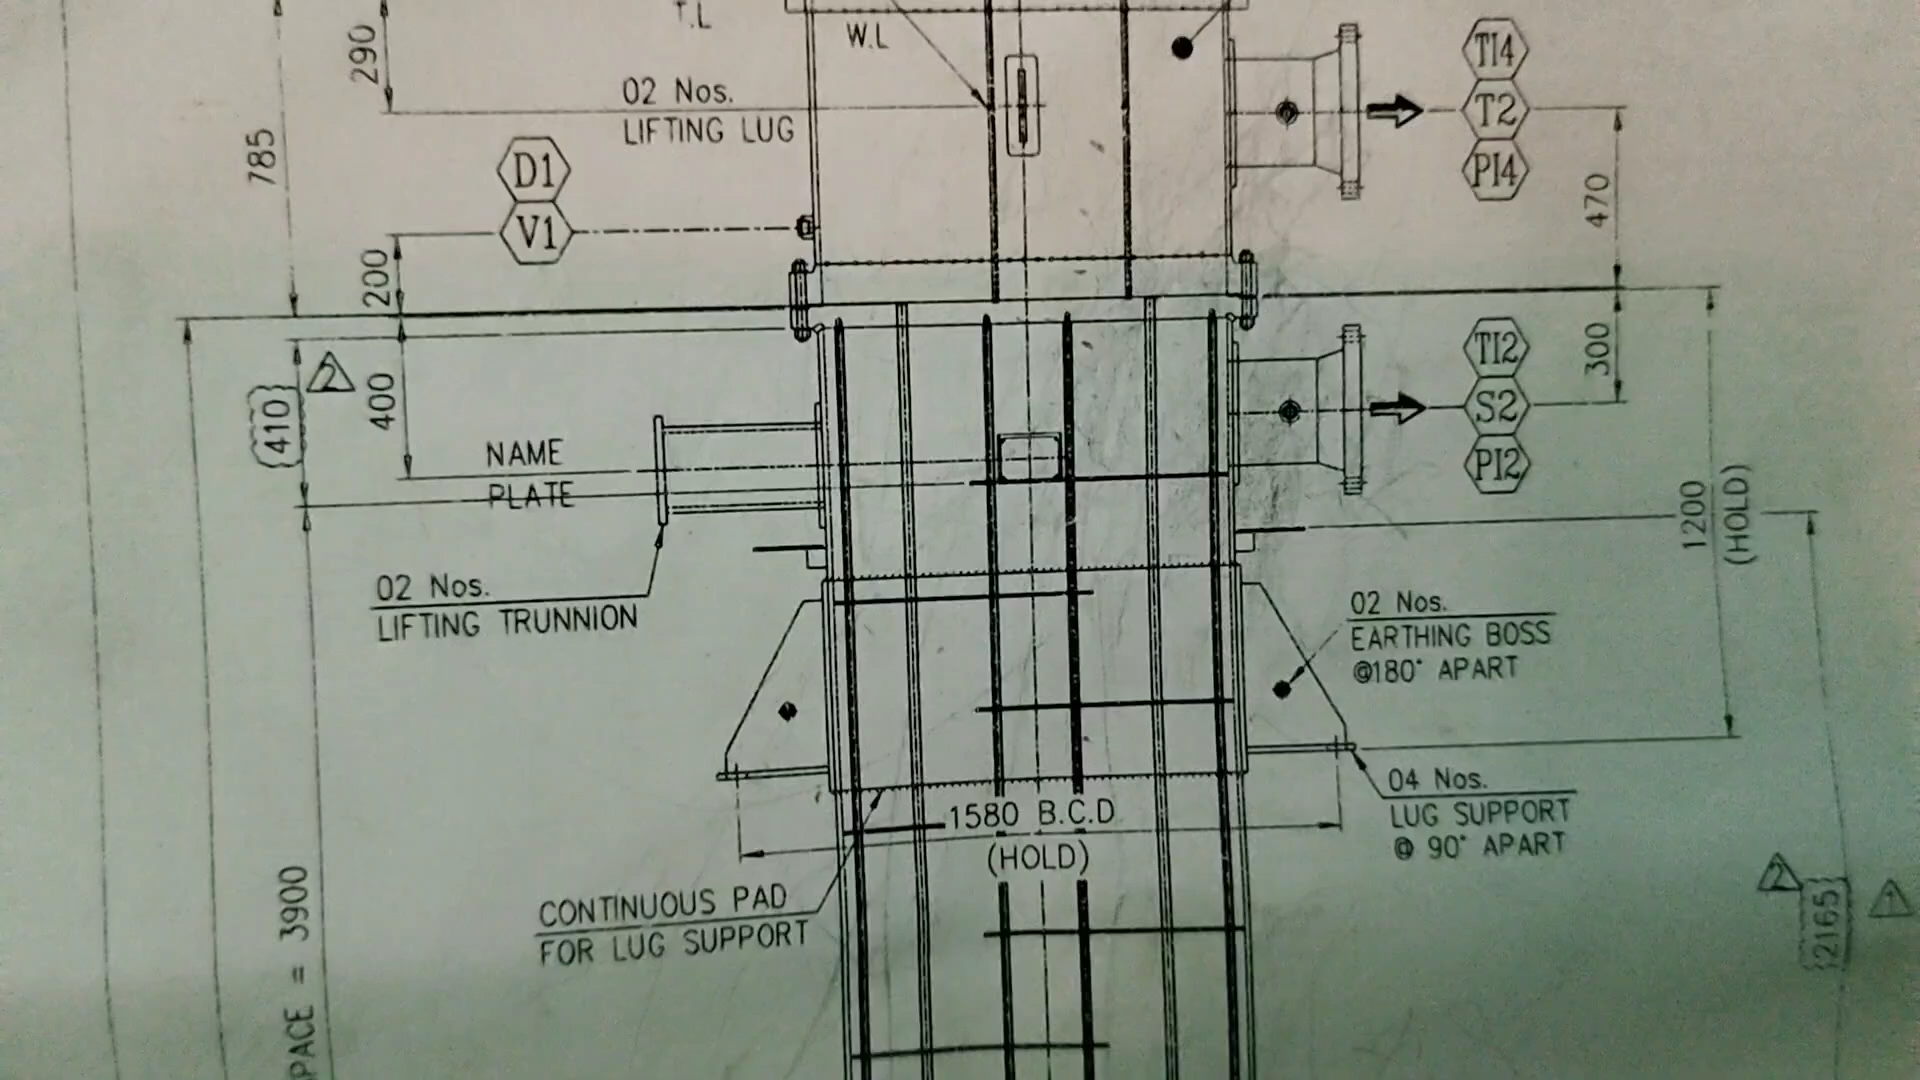 T.L
W.L
290
02 Nos.
LIFTING LUG
TI4
T2
PI4
785
D1
V1
470
200
300
410
2
400
TI2
S2
PI2
NAME
PLATE
1200
(HOLD)
02 Nos.
LIFTING TRUNNION
02 Nos.
EARTHING BOSS
@180° APART
04 Nos.
LUG SUPPORT
@ 90° APART
1580 B.C.D
(HOLD)
CONTINUOUS PAD
FOR LUG SUPPORT
2
2165
1
PACE = 3900